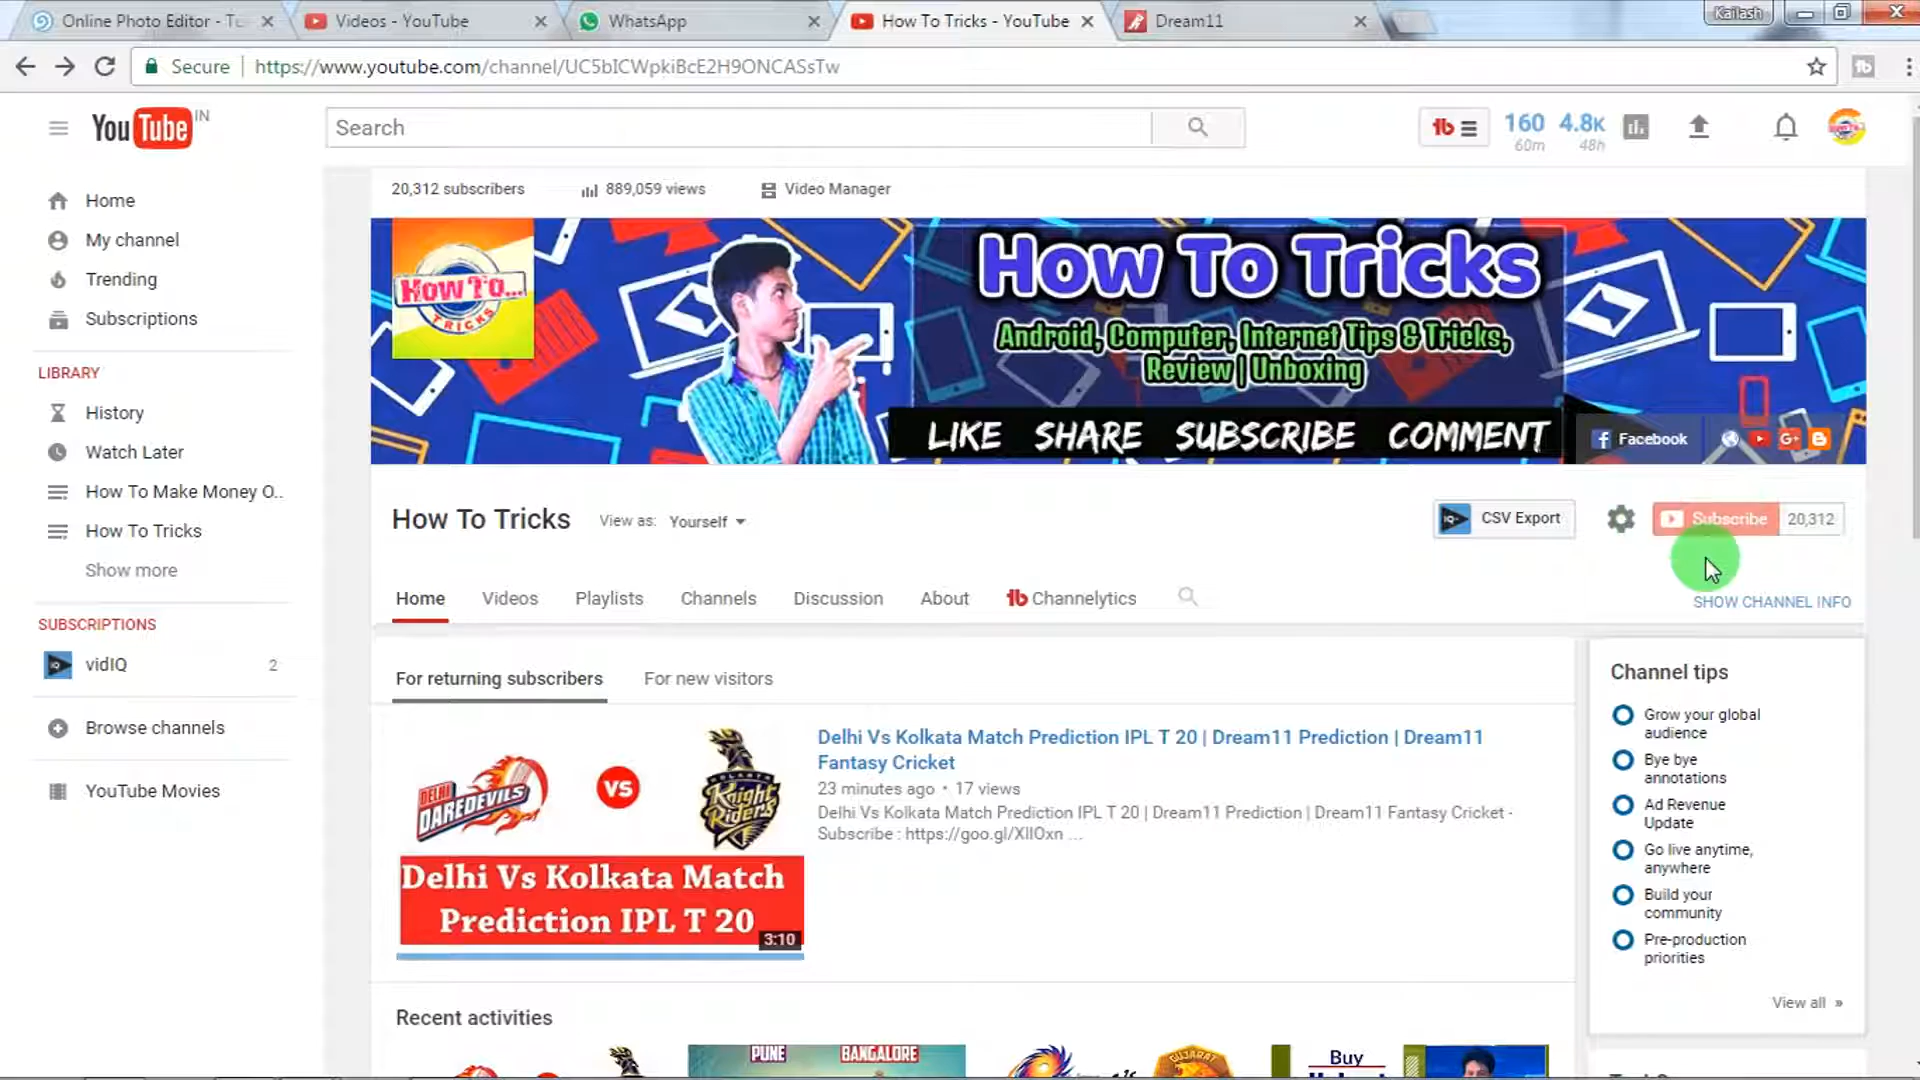 Online Photo Editor - Tu
Videos - YouTube
WhatsApp
How To Tricks - YouTube
Dream11
Kailash
Secure
https://www.youtube.com/channel/UC5bICWpkiBcE2H9ONCASsTw
YouTube IN
Search
160
60m
4.8K
48h
Home
My channel
Trending
Subscriptions
LIBRARY
History
Watch Later
How To Make Money O...
How To Tricks
Show more
SUBSCRIPTIONS
vidIQ 2
Browse channels
YouTube Movies
20,312 subscribers
889,059 views
Video Manager
HOW TO...
TRICKS
How To Tricks
Android, Computer, Internet Tips & Tricks,
Review | Unboxing
LIKE SHARE SUBSCRIBE COMMENT
Facebook
How To Tricks
View as: Yourself
CSV Export
Subscribe 20,312
Home
Videos
Playlists
Channels
Discussion
About
Channelytics
SHOW CHANNEL INFO
For returning subscribers
For new visitors
DELHI
DAREDEVILS
VS
KOLKATA
Knight
Riders
Delhi Vs Kolkata Match
Prediction IPL T 20
3:10
Delhi Vs Kolkata Match Prediction IPL T 20 | Dream11 Prediction | Dream11
Fantasy Cricket
23 minutes ago • 17 views
Delhi Vs Kolkata Match Prediction IPL T 20 | Dream11 Prediction | Dream11 Fantasy Cricket -
Subscribe : https://goo.gl/XIIOxn ...
Recent activities
PUNE
BANGALORE
GUJARAT
Buy
Channel tips
Grow your global
audience
Bye bye
annotations
Ad Revenue
Update
Go live anytime,
anywhere
Build your
community
Pre-production
priorities
View all »